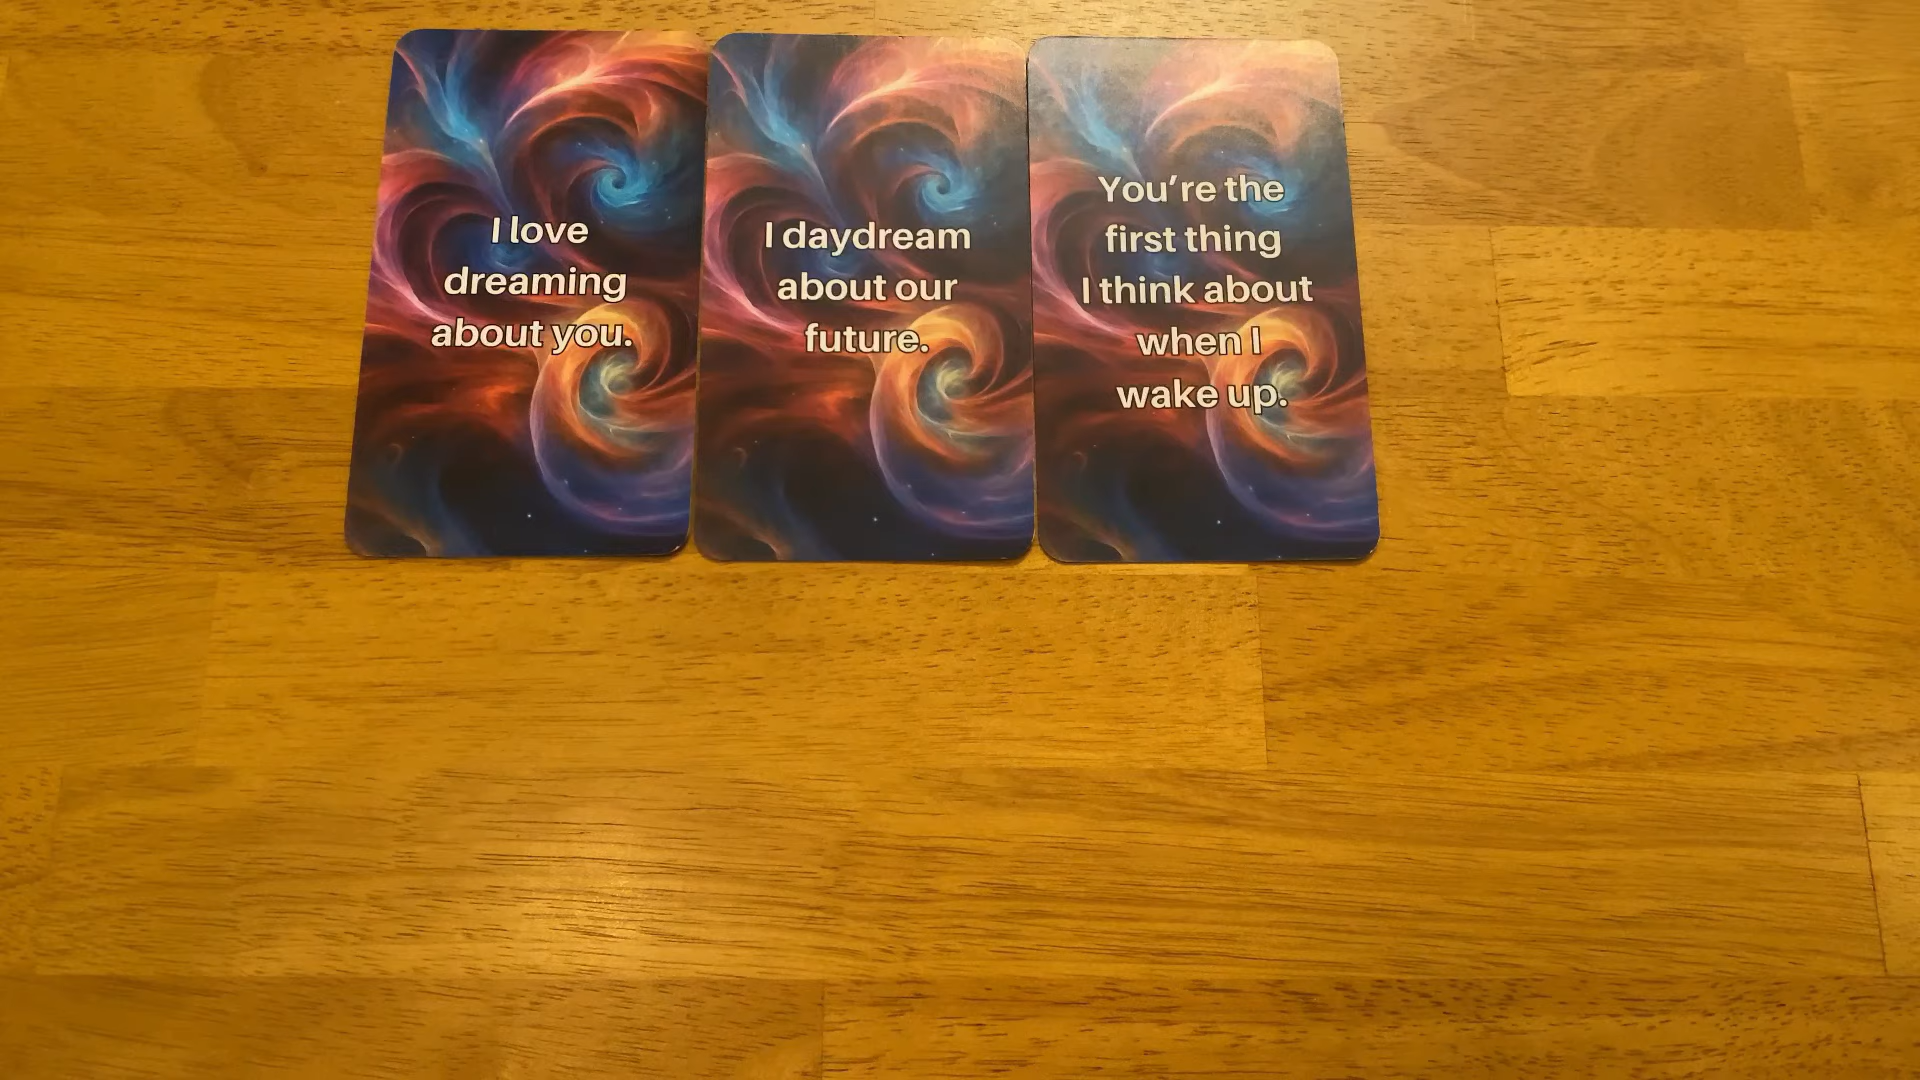 I love
dreaming
about you.
I daydream
about our
future.
You're the
first thing
I think about
when I
wake up.